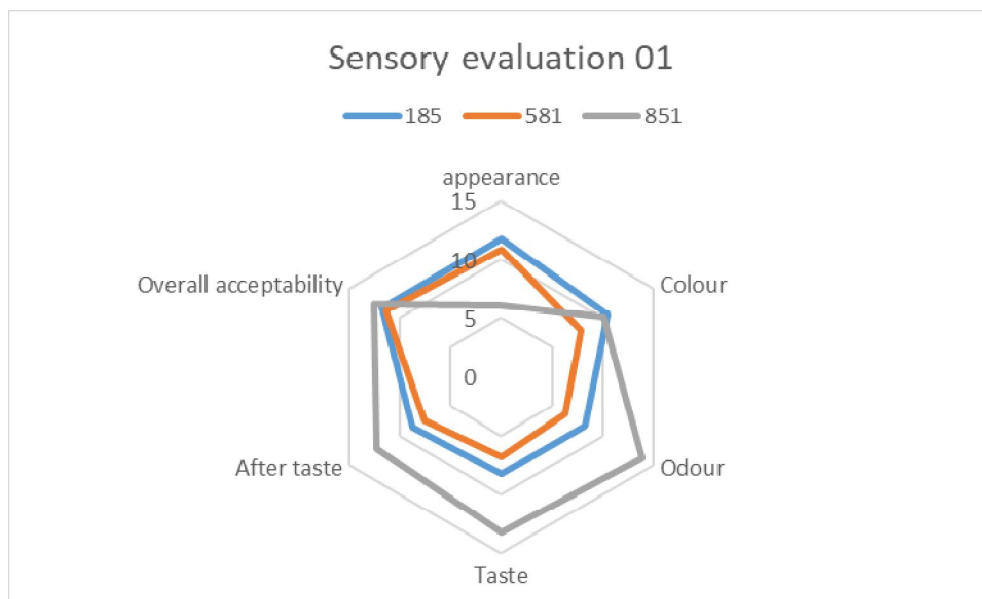 Sensory evaluation 01
185 581 851
appearance
15
Overall acceptability
10
Colour
5
0
After taste
Odour
Taste